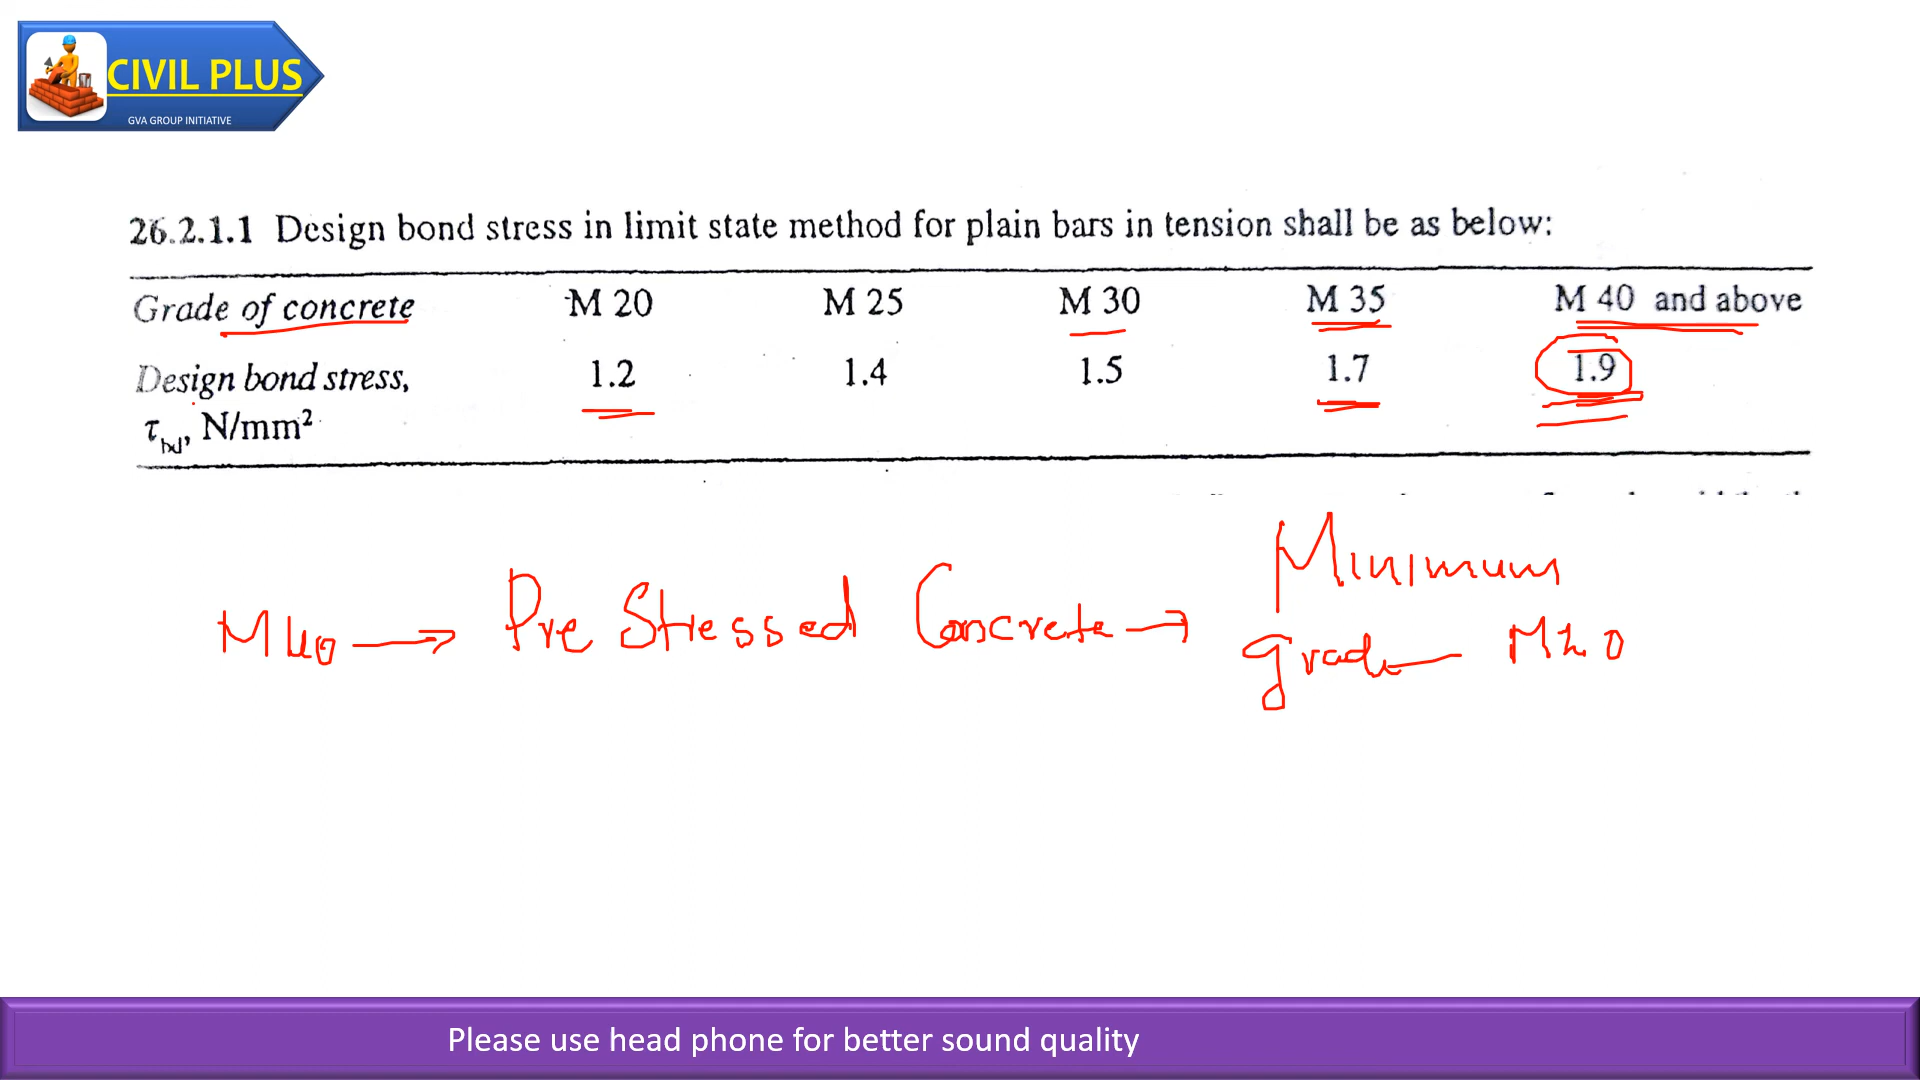 CIVIL PLUS
GVA GROUP INITIATIVE
26.2.1.1 Design bond stress in limit state method for plain bars in tension shall be as below:
Grade of concrete M 20 M 25 M 30 M 35 M 40 and above
Design bond stress, 1.2 1.4 1.5 1.7 1.9
τbd, N/mm²
M40 → Pre Stressed Concrete → Minimum
grade — M20
Please use head phone for better sound quality